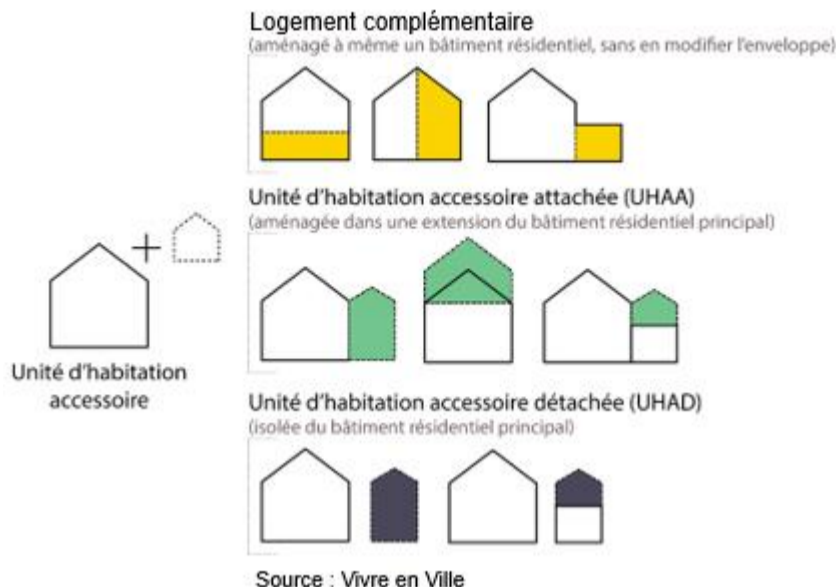 Logement complémentaire
(aménagé à même un bâtiment résidentiel, sans en modifier l'enveloppe)
Unité d'habitation accessoire attachée (UHAA)
(aménagée dans une extension du bâtiment résidentiel principal)
Unité d'habitation
accessoire
Unité d'habitation accessoire détachée (UHAD)
(isolée du bâtiment résidentiel principal)
Source : Vivre en Ville